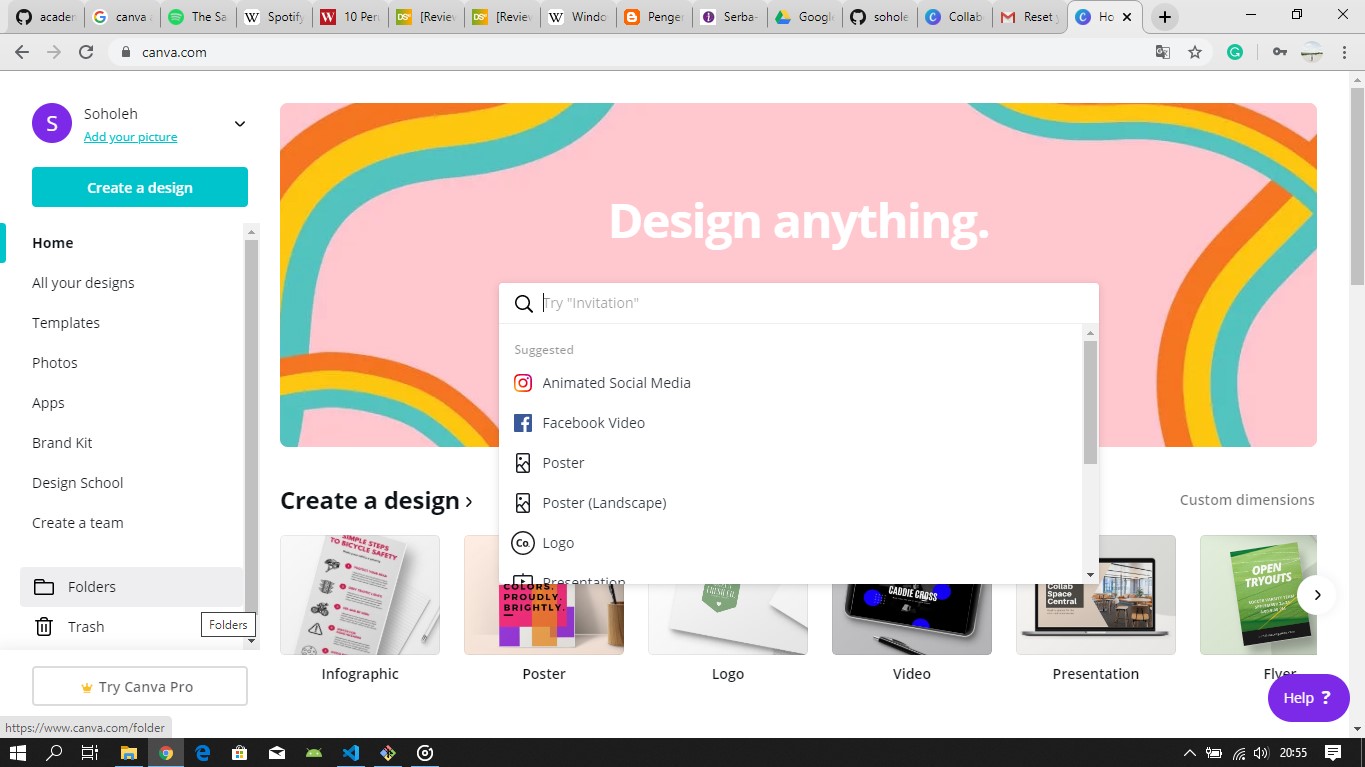 acaden
canva a
The Sa
Spotify
10 Per
[Review
[Review
Windo
Penger
Serba-
Google
sohole
Collab
Reset y
Ho
canva.com
S
Soholeh
Add your picture
Create a design
Home
All your designs
Templates
Photos
Apps
Brand Kit
Design School
Create a team
Folders
Trash
Folders
Try Canva Pro
https://www.canva.com/folder
Design anything.
Try "Invitation"
Suggested
Animated Social Media
Facebook Video
Poster
Poster (Landscape)
Co.
Logo
Presentation
Create a design
Custom dimensions
SIMPLE STEPS
TO BICYCLE SAFETY
COLORS.
PROUDLY.
BRIGHTLY.
CADDIE CROSS
Collab
Space
Central
OPEN
TRYOUTS
Infographic
Poster
Logo
Video
Presentation
Flyer
Help ?
20:55